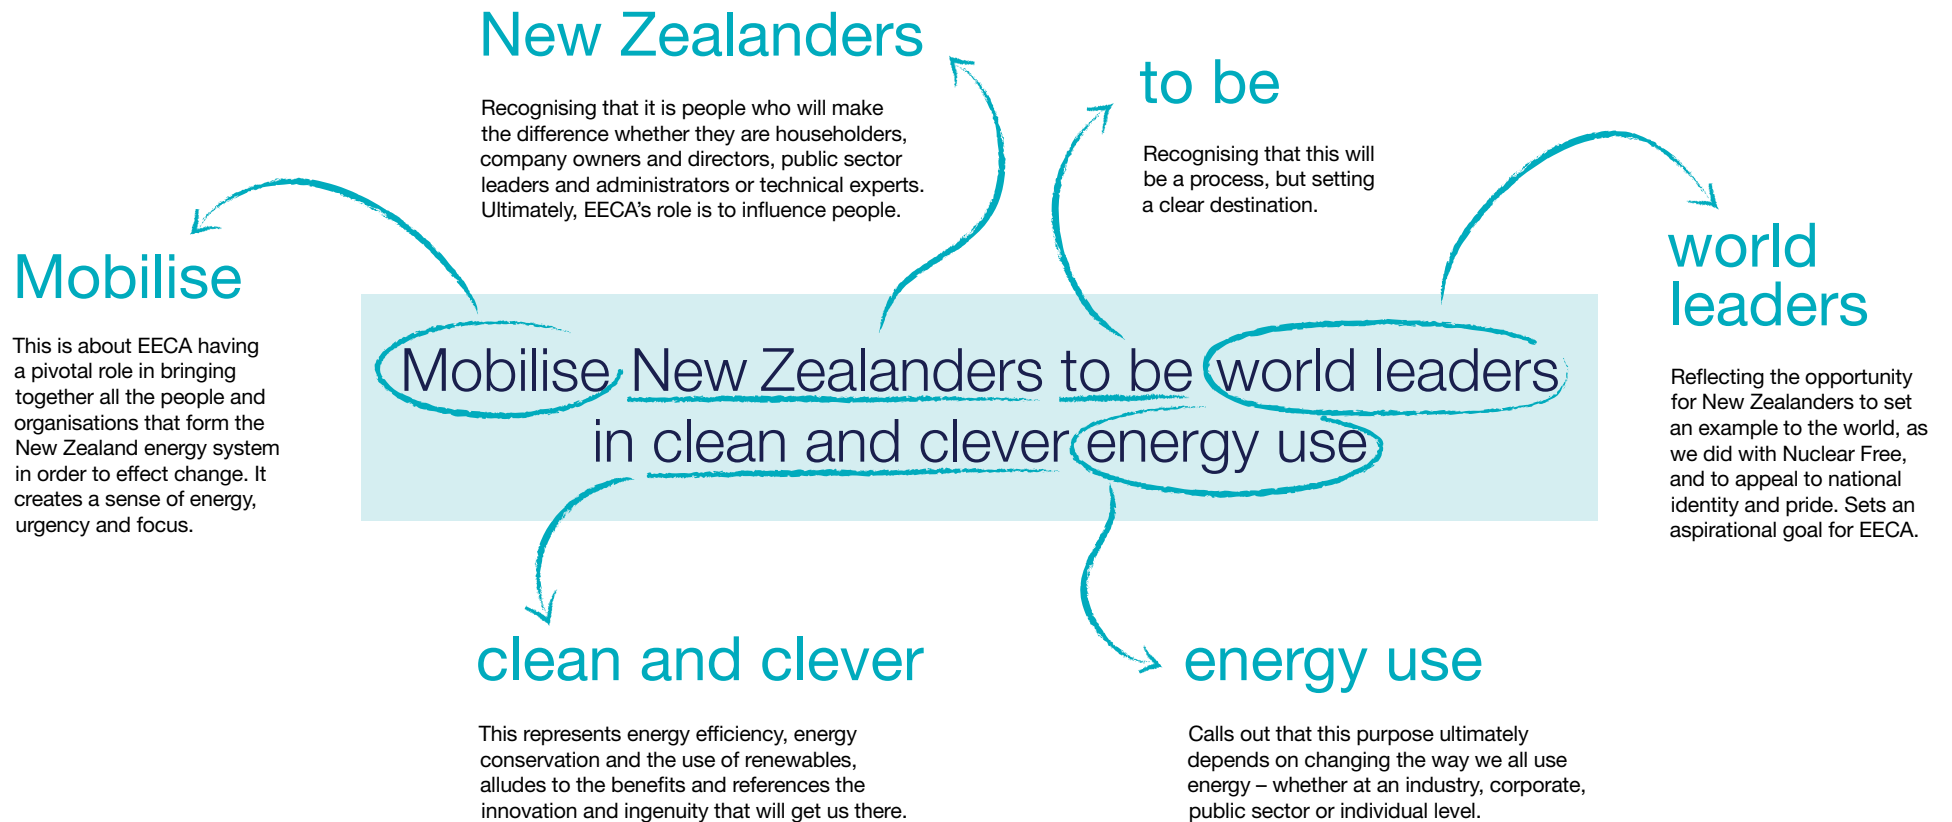 New Zealanders
Recognising that it is people who will make
the difference whether they are householders,
company owners and directors, public sector
leaders and administrators or technical experts.
Ultimately, EECA’s role is to influence people.
to be
Recognising that this will
be a process, but setting
a clear destination.
Mobilise
This is about EECA having
a pivotal role in bringing
together all the people and
organisations that form the
New Zealand energy system
in order to effect change. It
creates a sense of energy,
urgency and focus.
world
leaders
Reflecting the opportunity
for New Zealanders to set
an example to the world, as
we did with Nuclear Free,
and to appeal to national
identity and pride. Sets an
aspirational goal for EECA.
Mobilise New Zealanders to be world leaders
in clean and clever energy use
clean and clever
This represents energy efficiency, energy
conservation and the use of renewables,
alludes to the benefits and references the
innovation and ingenuity that will get us there.
energy use
Calls out that this purpose ultimately
depends on changing the way we all use
energy – whether at an industry, corporate,
public sector or individual level.